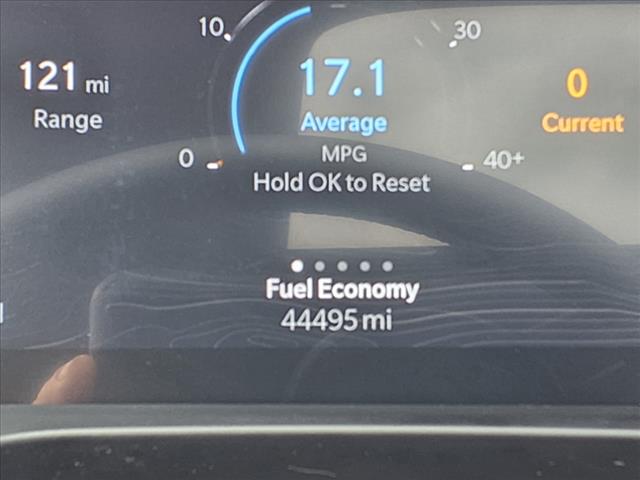 10
30
121 mi
17.1
0
Range
Average
Current
0
MPG
40+
Hold OK to Reset
Fuel Economy
44495 mi